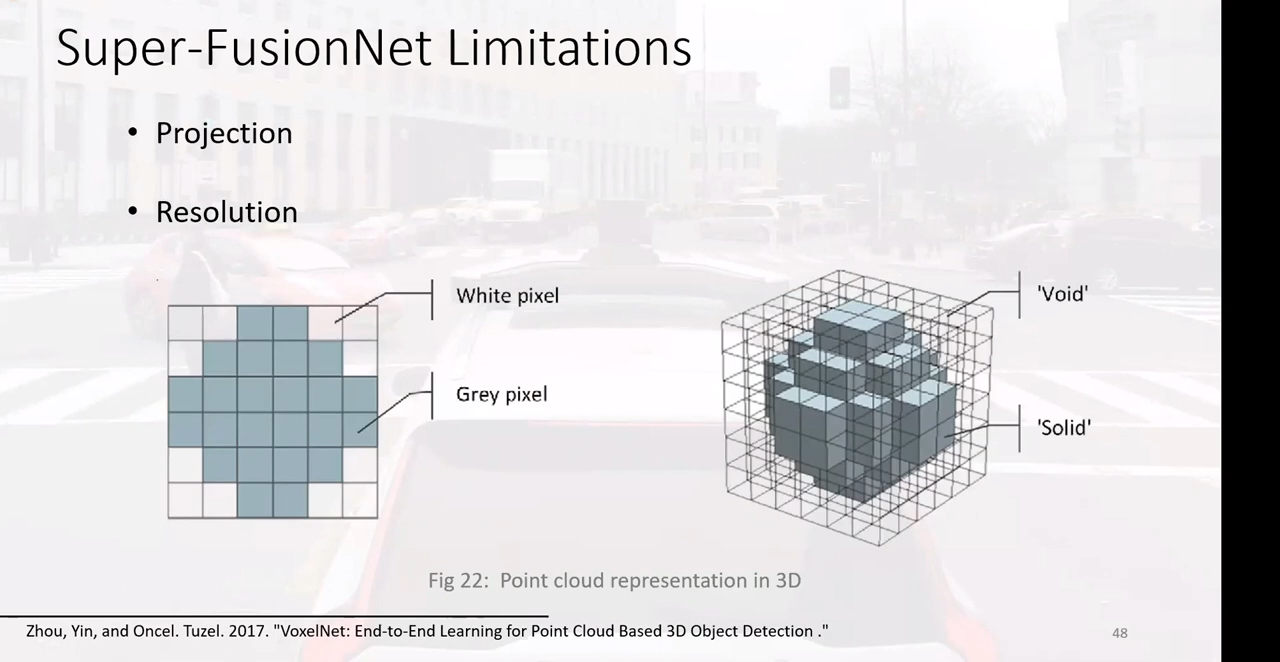 Super-FusionNet Limitations
• Projection
• Resolution
White pixel
Grey pixel
'Void'
'Solid'
Fig 22: Point cloud representation in 3D
Zhou, Yin, and Oncel. Tuzel. 2017. "VoxelNet: End-to-End Learning for Point Cloud Based 3D Object Detection ."
48